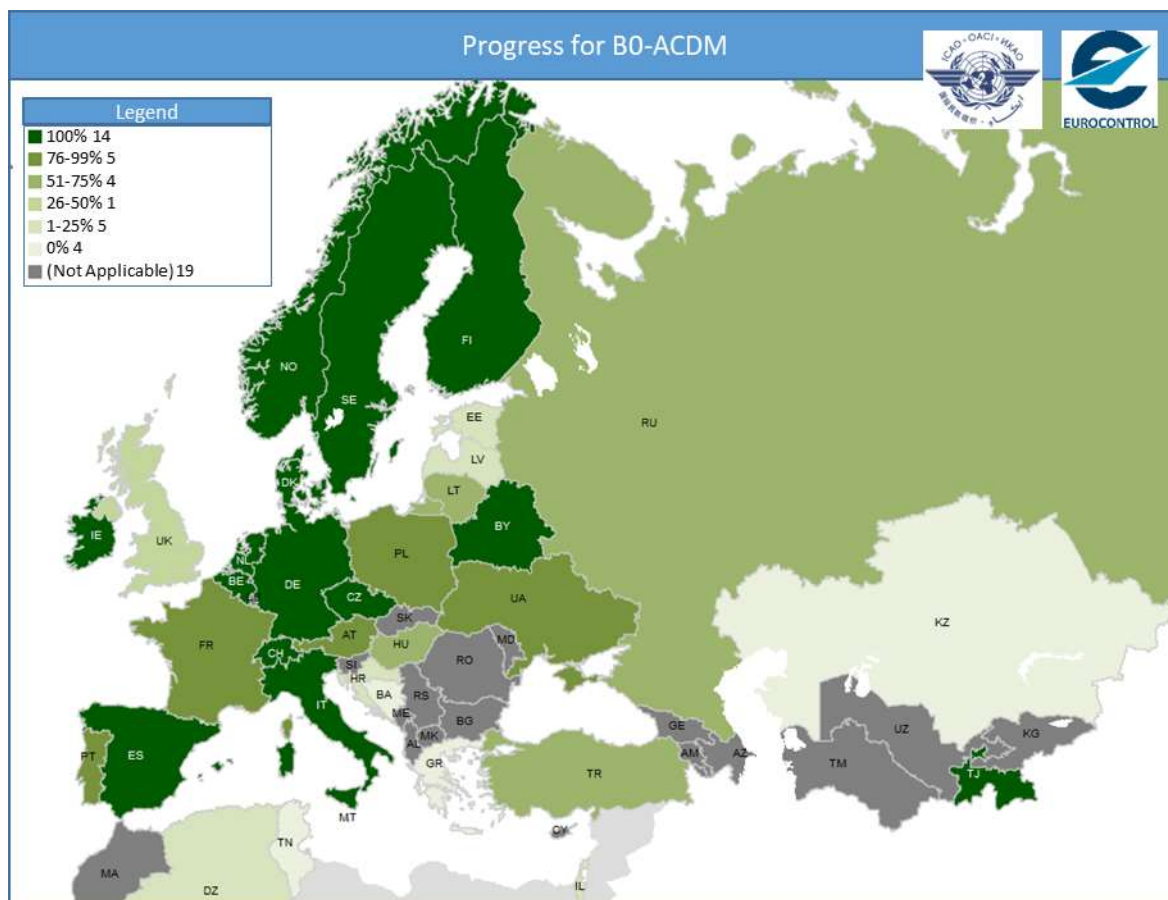 Progress for B0-ACDM
ICAO · OACI · ИКАО
EUROCONTROL
Legend
100% 14
76-99% 5
51-75% 4
26-50% 1
1-25% 5
0% 4
(Not Applicable) 19
FI
NO
SE
EE
RU
LV
DK
LT
IE
BY
UK
NL
PL
BE
DE
CZ
UA
KZ
SK
FR
AT
MD
CH
HU
SI
RO
HR
IT
BA
RS
ME
BG
GE
UZ
KG
PT
ES
MK
AL
AM
AZ
GR
TM
TJ
TR
MT
CY
TN
MA
DZ
IL